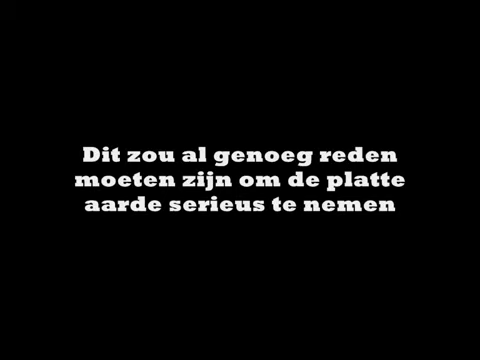 Dit zou al genoeg reden
moeten zijn om de platte
aarde serieus te nemen